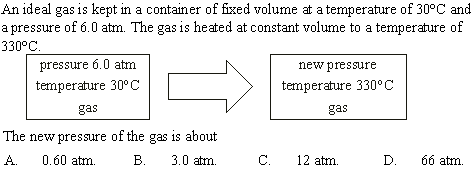 An ideal gas is kept in a container of fixed volume at a temperature of 30°C and
a pressure of 6.0 atm. The gas is heated at constant volume to a temperature of
330°C.
pressure 6.0 atm
temperature 30°C
gas
new pressure
temperature 330°C
gas
The new pressure of the gas is about
A. 0.60 atm. B. 3.0 atm. C. 12 atm. D. 66 atm.